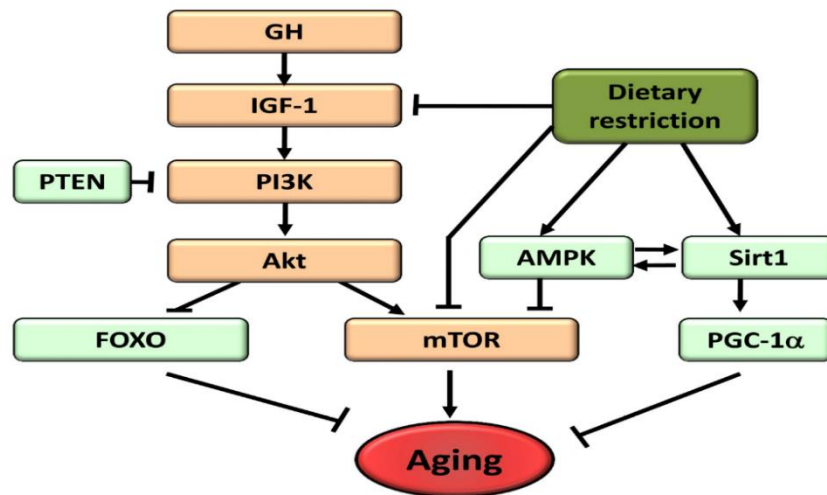 GH
IGF-1
Dietary
restriction
PTEN
PI3K
Akt
AMPK
Sirt1
FOXO
mTOR
PGC-1α
Aging